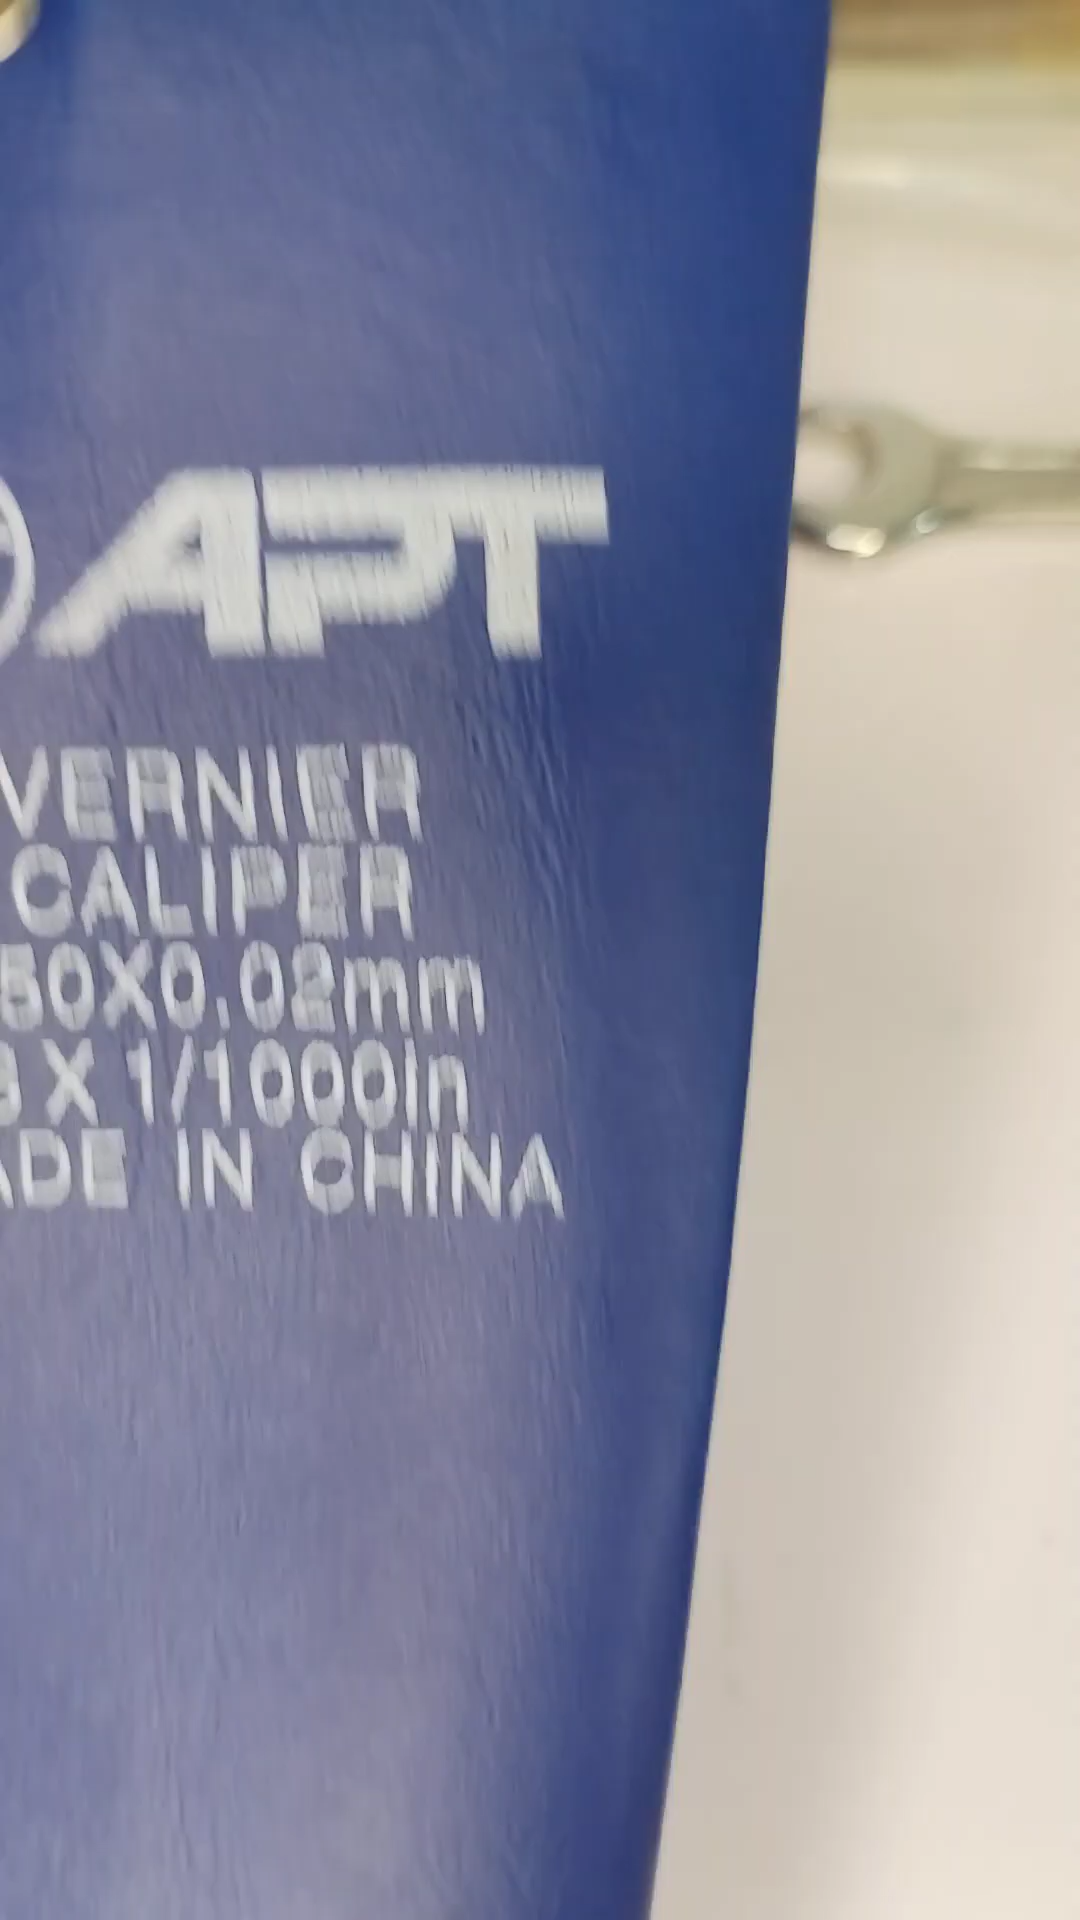 APT
VERNIER
CALIPER
50X0.02mm
X 1/1000in
ADE IN CHINA